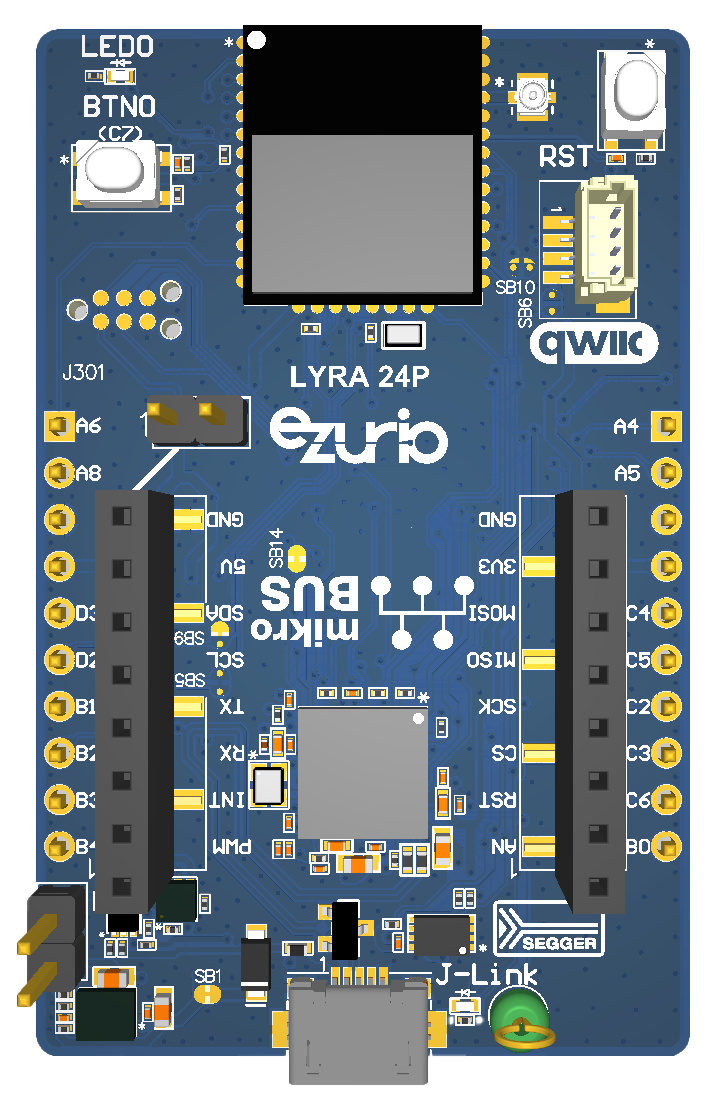 LED0
BTN0
(C7)
*
*
*
*
RST
1
SB10
SB6
qwiic
J301
LYRA 24P
1
ezurio
A6
A4
A8
A5
GND
GND
5V
3V3
SB14
D3
SDA
mikro
BUS
MOSI
C4
SB9
D2
SCL
MISO
C5
SB5
B1
TX
SCK
C2
*
B2
RX
CS
C3
*
B3
INT
RST
C6
B4
PWM
AN
B0
1
SEGGER
*
1
J-Link
SB1
*